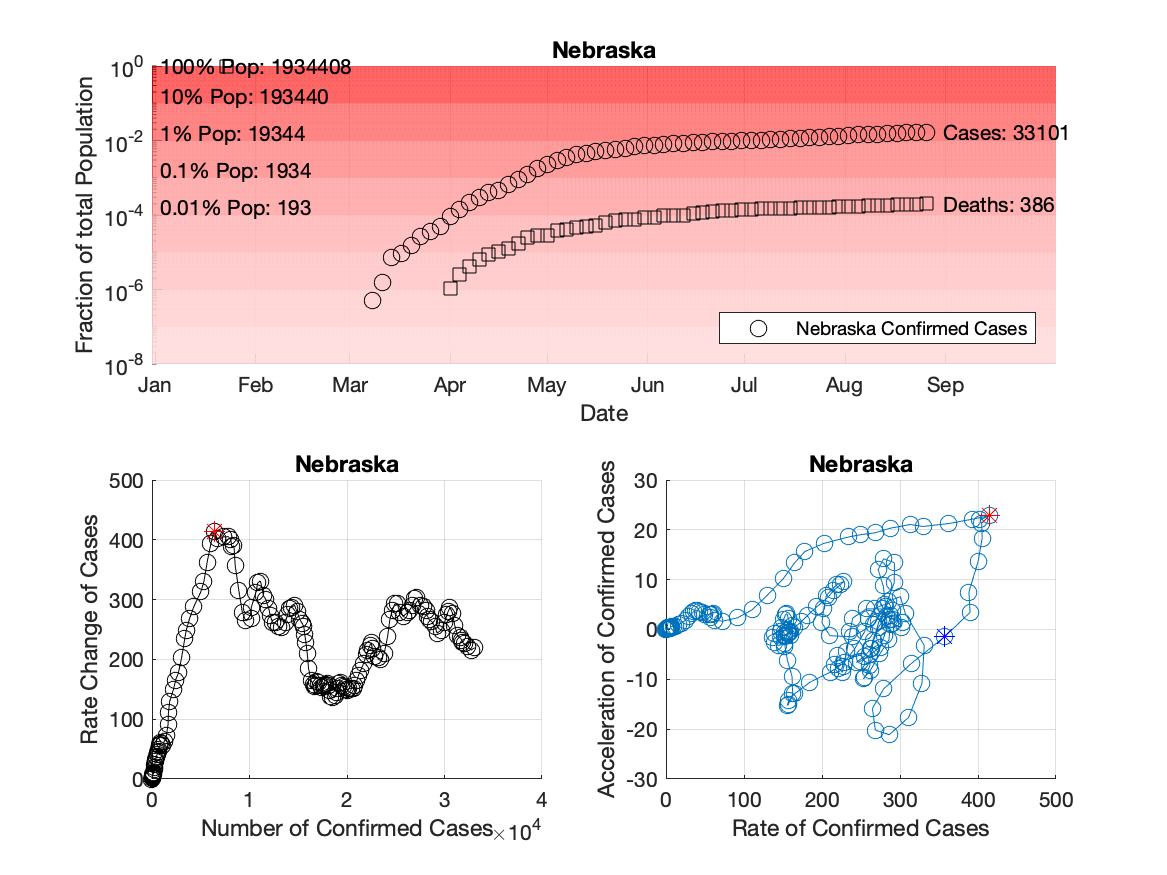 Nebraska
10^0
10^-2
10^-4
10^-6
10^-8
Fraction of total Population
100% Pop: 1934408
10% Pop: 193440
1% Pop: 19344
0.1% Pop: 1934
0.01% Pop: 193
Cases: 33101
Deaths: 386
Nebraska Confirmed Cases
Jan Feb Mar Apr May Jun Jul Aug Sep
Date
Nebraska
500
400
300
200
100
0
Rate Change of Cases
0 1 2 3 4
Number of Confirmed Cases ×10^4
Nebraska
30
20
10
0
-10
-20
-30
Acceleration of Confirmed Cases
0 100 200 300 400 500
Rate of Confirmed Cases